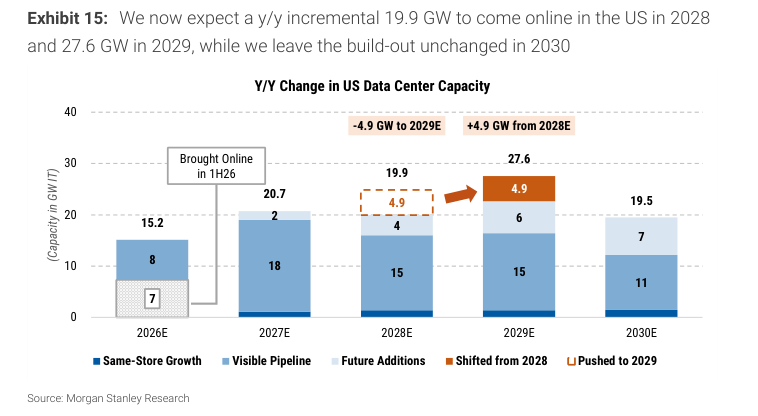 Exhibit 15: We now expect a y/y incremental 19.9 GW to come online in the US in 2028
and 27.6 GW in 2029, while we leave the build-out unchanged in 2030
Y/Y Change in US Data Center Capacity
(Capacity in GW IT)
40
30
20
10
0
-4.9 GW to 2029E
+4.9 GW from 2028E
Brought Online
in 1H26
15.2
8
7
20.7
2
18
19.9
4.9
4
15
27.6
4.9
6
15
19.5
7
11
2026E
2027E
2028E
2029E
2030E
Same-Store Growth
Visible Pipeline
Future Additions
Shifted from 2028
Pushed to 2029
Source: Morgan Stanley Research